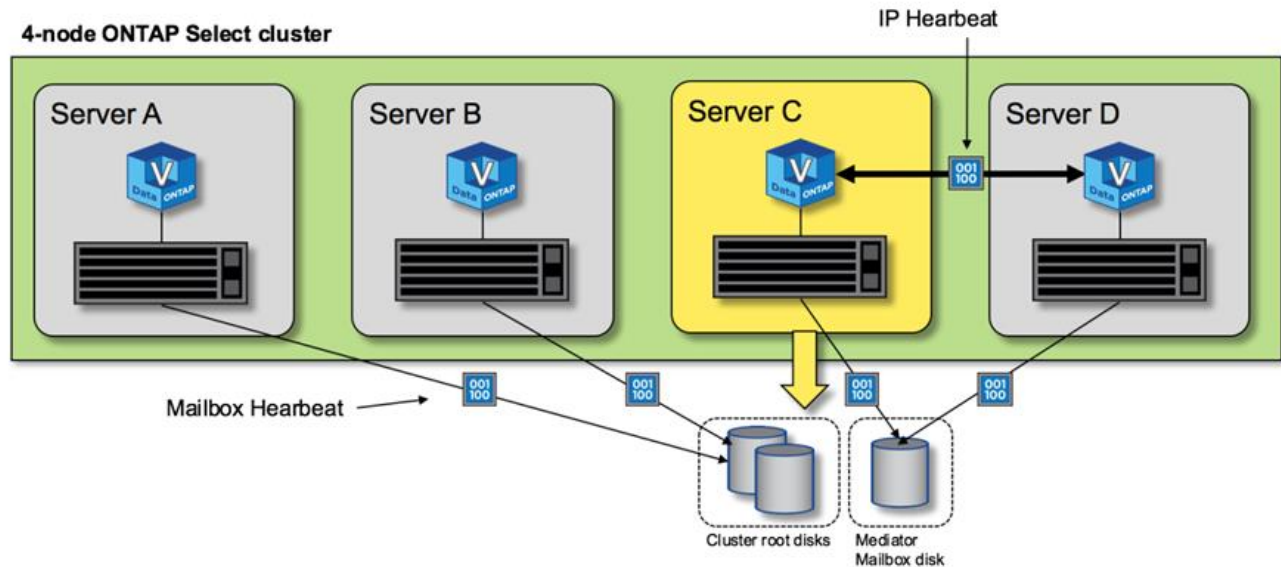 IP Hearbeat
4-node ONTAP Select cluster
Server A
Server B
Server C
Server D
V
Data ONTAP
V
Data ONTAP
V
Data ONTAP
V
Data ONTAP
001
100
001
100
001
100
001
100
001
100
Mailbox Hearbeat
Cluster root disks
Mediator
Mailbox disk